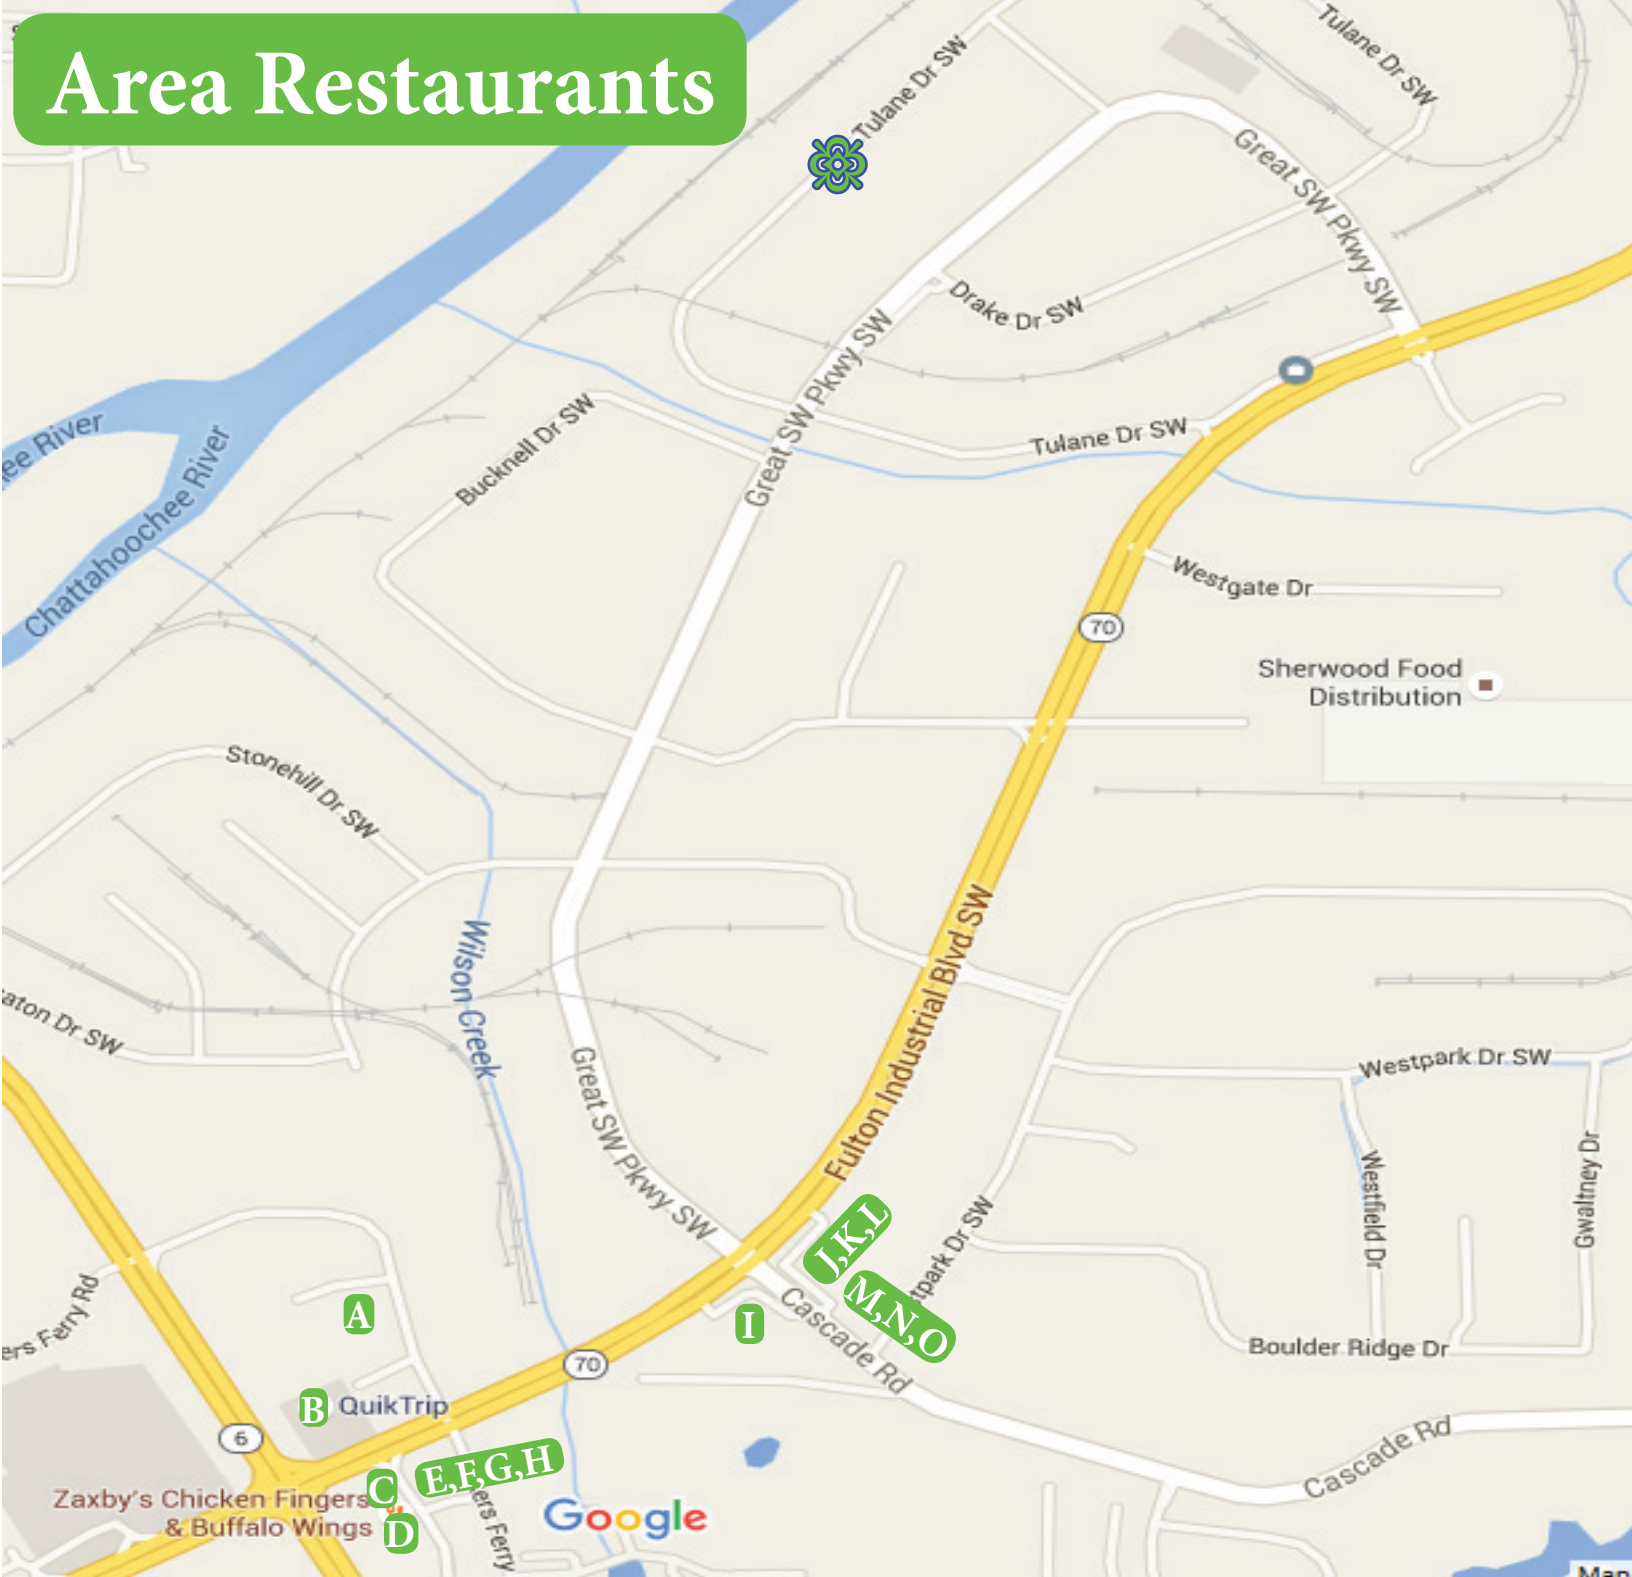 Area Restaurants
Tulane Dr SW
Tulane Dr SW
Great SW Pkwy SW
Drake Dr SW
Great SW Pkwy SW
Tulane Dr SW
Bucknell Dr SW
River
Chattahoochee River
Westgate Dr
70
Sherwood Food
Distribution
Stonehill Dr SW
Fulton Industrial Blvd SW
Wilson Creek
Dr SW
Great SW Pkwy SW
Westpark Dr SW
Westfield Dr
Gwaltney Dr
Dr SW
J,K,L
M,N,O
Ferry Rd
A
I
Cascade Rd
Boulder Ridge Dr
70
B
QuikTrip
6
Cascade Rd
E,F,G,H
C
Zaxby's Chicken Fingers
& Buffalo Wings
D
Ferry
Google